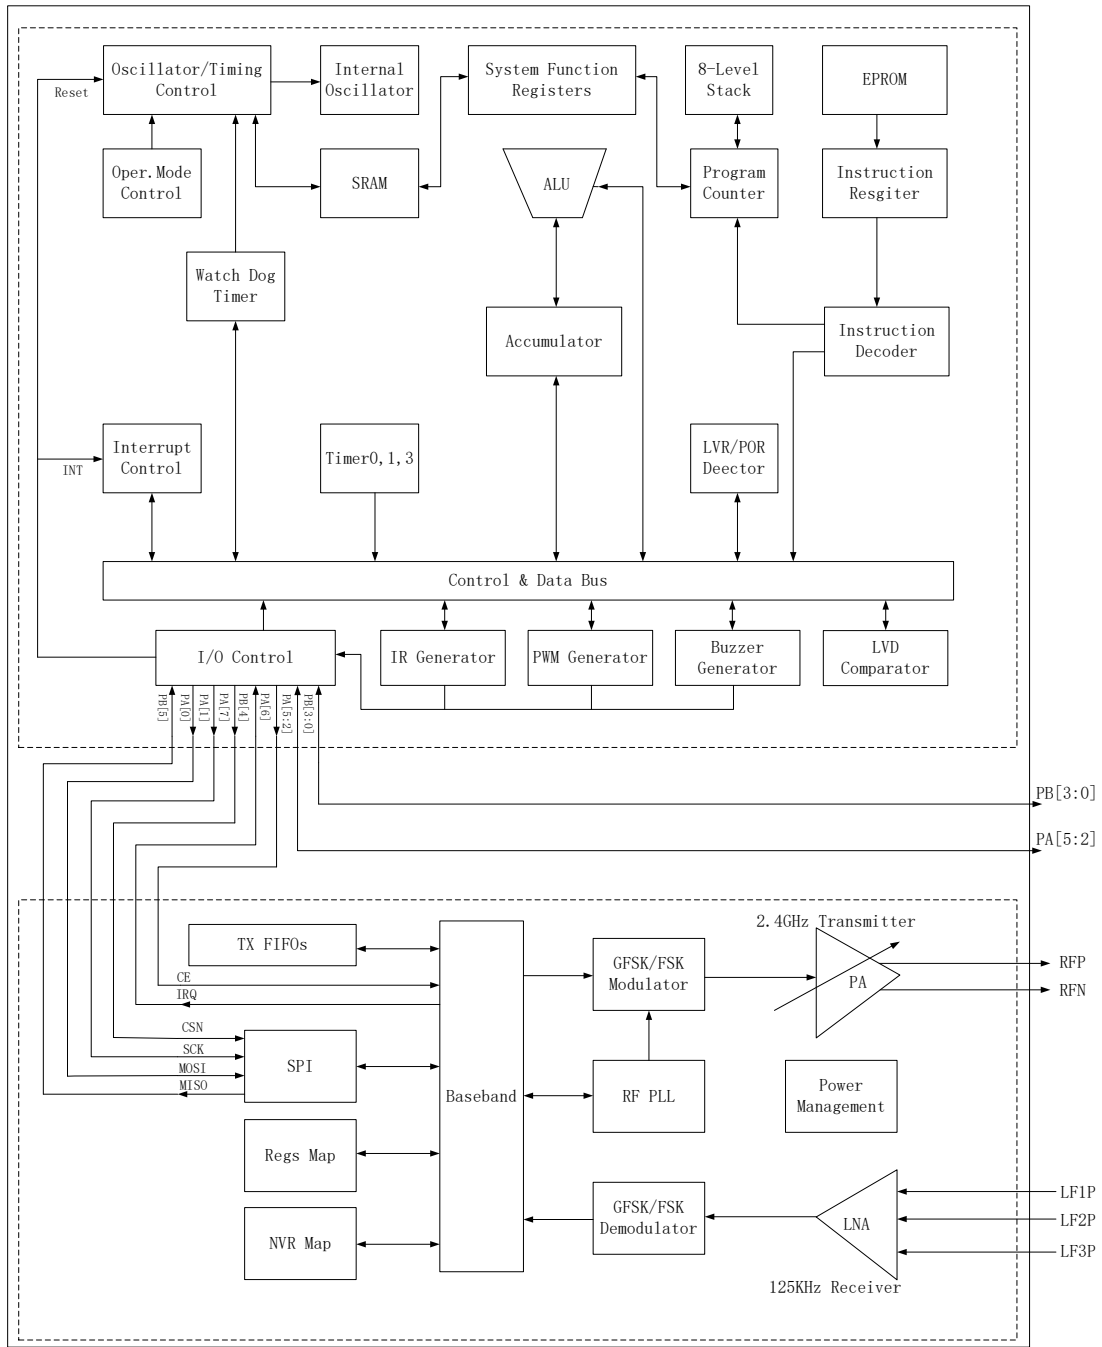 Oscillator/Timing
Control
Internal
Oscillator
System Function
Registers
8-Level
Stack
EPROM
Reset
Oper.Mode
Control
SRAM
ALU
Program
Counter
Instruction
Resgiter
Watch Dog
Timer
Accumulator
Instruction
Decoder
Interrupt
Control
INT
Timer0,1,3
LVR/POR
Deector
Control & Data Bus
I/O Control
IR Generator
PWM Generator
Buzzer
Generator
LVD
Comparator
PB[5]
PA[0]
PA[1]
PA[7]
PB[4]
PA[6]
PA[5:2]
PB[3:0]
PB[3:0]
PA[5:2]
2.4GHz Transmitter
TX FIFOs
GFSK/FSK
Modulator
PA
RFP
RFN
CE
IRQ
CSN
SCK
MOSI
MISO
SPI
Baseband
RF PLL
Power
Management
Regs Map
GFSK/FSK
Demodulator
LNA
LF1P
LF2P
LF3P
NVR Map
125KHz Receiver